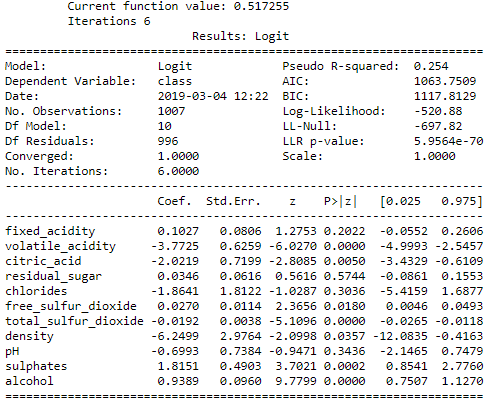 Current function value: 0.517255
Iterations 6
Results: Logit
=================================================================
Model: Logit Pseudo R-squared: 0.254
Dependent Variable: class AIC: 1063.7509
Date: 2019-03-04 12:22 BIC: 1117.8129
No. Observations: 1007 Log-Likelihood: -520.88
Df Model: 10 LL-Null: -697.82
Df Residuals: 996 LLR p-value: 5.9564e-70
Converged: 1.0000 Scale: 1.0000
No. Iterations: 6.0000
-----------------------------------------------------------------
Coef. Std.Err. z P>|z| [0.025 0.975]
-----------------------------------------------------------------
fixed_acidity 0.1027 0.0806 1.2753 0.2022 -0.0552 0.2606
volatile_acidity -3.7725 0.6259 -6.0270 0.0000 -4.9993 -2.5457
citric_acid -2.0219 0.7199 -2.8085 0.0050 -3.4329 -0.6109
residual_sugar 0.0346 0.0616 0.5616 0.5744 -0.0861 0.1553
chlorides -1.8641 1.8122 -1.0287 0.3036 -5.4159 1.6877
free_sulfur_dioxide 0.0270 0.0114 2.3656 0.0180 0.0046 0.0493
total_sulfur_dioxide -0.0192 0.0038 -5.1096 0.0000 -0.0265 -0.0118
density -6.2499 2.9764 -2.0998 0.0357 -12.0835 -0.4163
pH -0.6993 0.7384 -0.9471 0.3436 -2.1465 0.7479
sulphates 1.8151 0.4903 3.7021 0.0002 0.8541 2.7760
alcohol 0.9389 0.0960 9.7799 0.0000 0.7507 1.1270
=================================================================